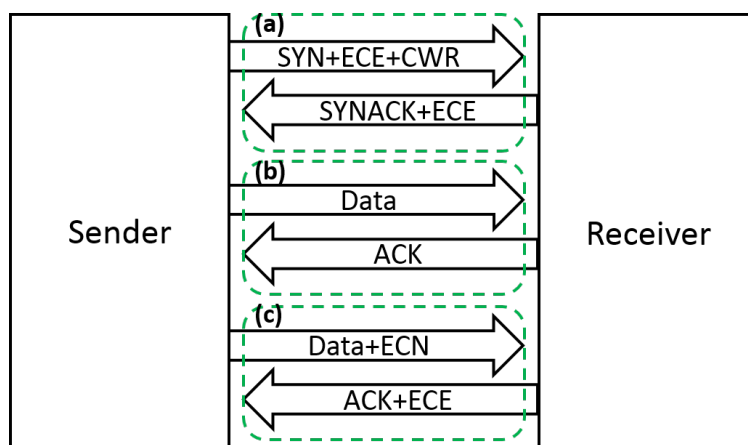 (a)
SYN+ECE+CWR
SYNACK+ECE
(b)
Data
Sender
ACK
Receiver
(c)
Data+ECN
ACK+ECE